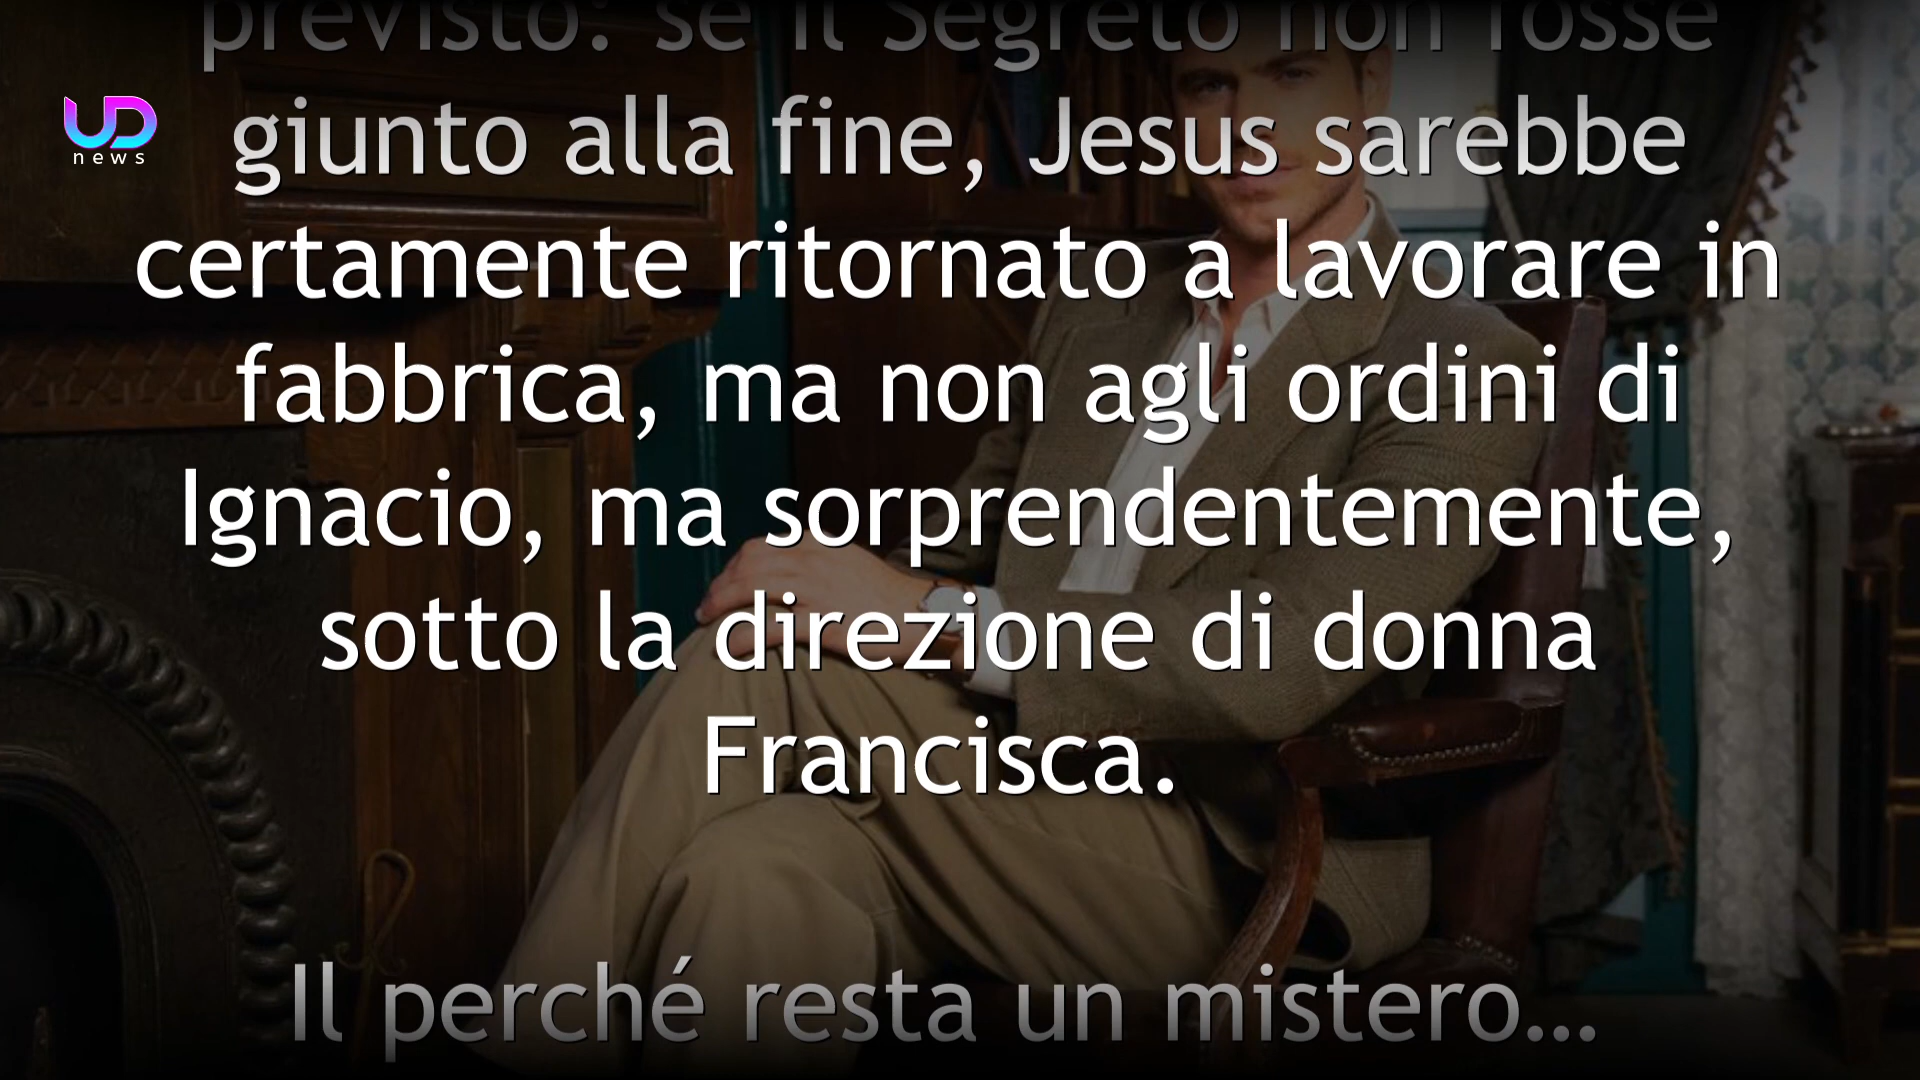 previsto: se il Segreto non fosse
UD
news
giunto alla fine, Jesus sarebbe
certamente ritornato a lavorare in
fabbrica, ma non agli ordini di
Ignacio, ma sorprendentemente,
sotto la direzione di donna
Francisca.
Il perché resta un mistero...